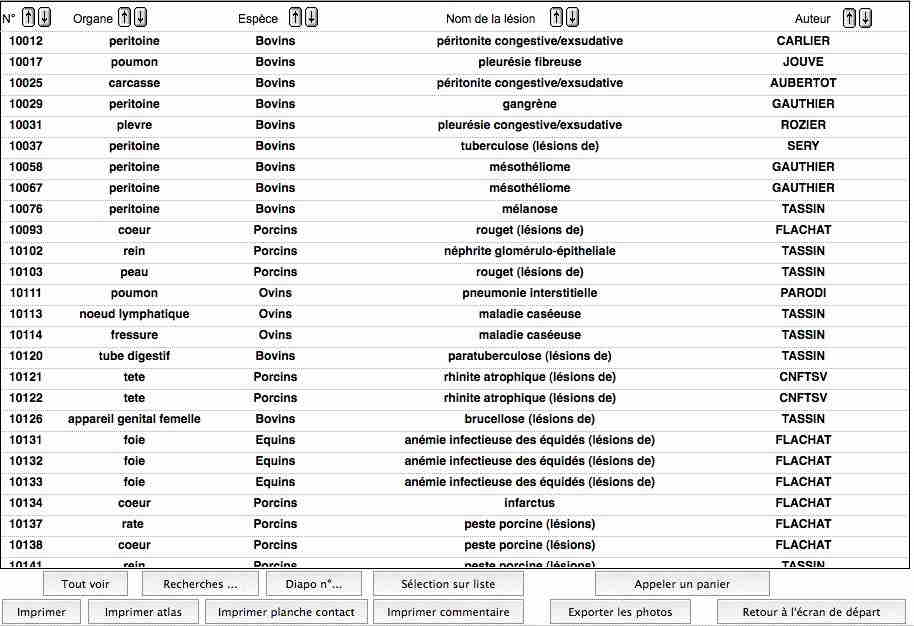 N° Organe Espèce Nom de la lésion Auteur
10012 peritoine Bovins péritonite congestive/exsudative CARLIER
10017 poumon Bovins pleurésie fibreuse JOUVE
10025 carcasse Bovins péritonite congestive/exsudative AUBERTOT
10029 peritoine Bovins gangrène GAUTHIER
10031 plevre Bovins pleurésie congestive/exsudative ROZIER
10037 peritoine Bovins tuberculose (lésions de) SERY
10058 peritoine Bovins mésothéliome GAUTHIER
10067 peritoine Bovins mésothéliome GAUTHIER
10076 peritoine Bovins mélanose TASSIN
10093 coeur Porcins rouget (lésions de) FLACHAT
10102 rein Porcins néphrite glomérulo-épitheliale TASSIN
10103 peau Porcins rouget (lésions de) TASSIN
10111 poumon Ovins pneumonie interstitielle PARODI
10113 noeud lymphatique Ovins maladie caséeuse TASSIN
10114 fressure Ovins maladie caséeuse TASSIN
10120 tube digestif Bovins paratuberculose (lésions de) TASSIN
10121 tete Porcins rhinite atrophique (lésions de) CNFTSV
10122 tete Porcins rhinite atrophique (lésions de) CNFTSV
10126 appareil genital femelle Bovins brucellose (lésions de) TASSIN
10131 foie Equins anémie infectieuse des équidés (lésions de) FLACHAT
10132 foie Equins anémie infectieuse des équidés (lésions de) FLACHAT
10133 foie Equins anémie infectieuse des équidés (lésions de) FLACHAT
10134 coeur Porcins infarctus FLACHAT
10137 rate Porcins peste porcine (lésions) FLACHAT
10138 coeur Porcins peste porcine (lésions) FLACHAT
10141 rein Porcins peste porcine (lésions) TASSIN
Tout voir Recherches ... Diapo n°... Sélection sur liste Appeler un panier
Imprimer Imprimer atlas Imprimer planche contact Imprimer commentaire Exporter les photos Retour à l'écran de départ